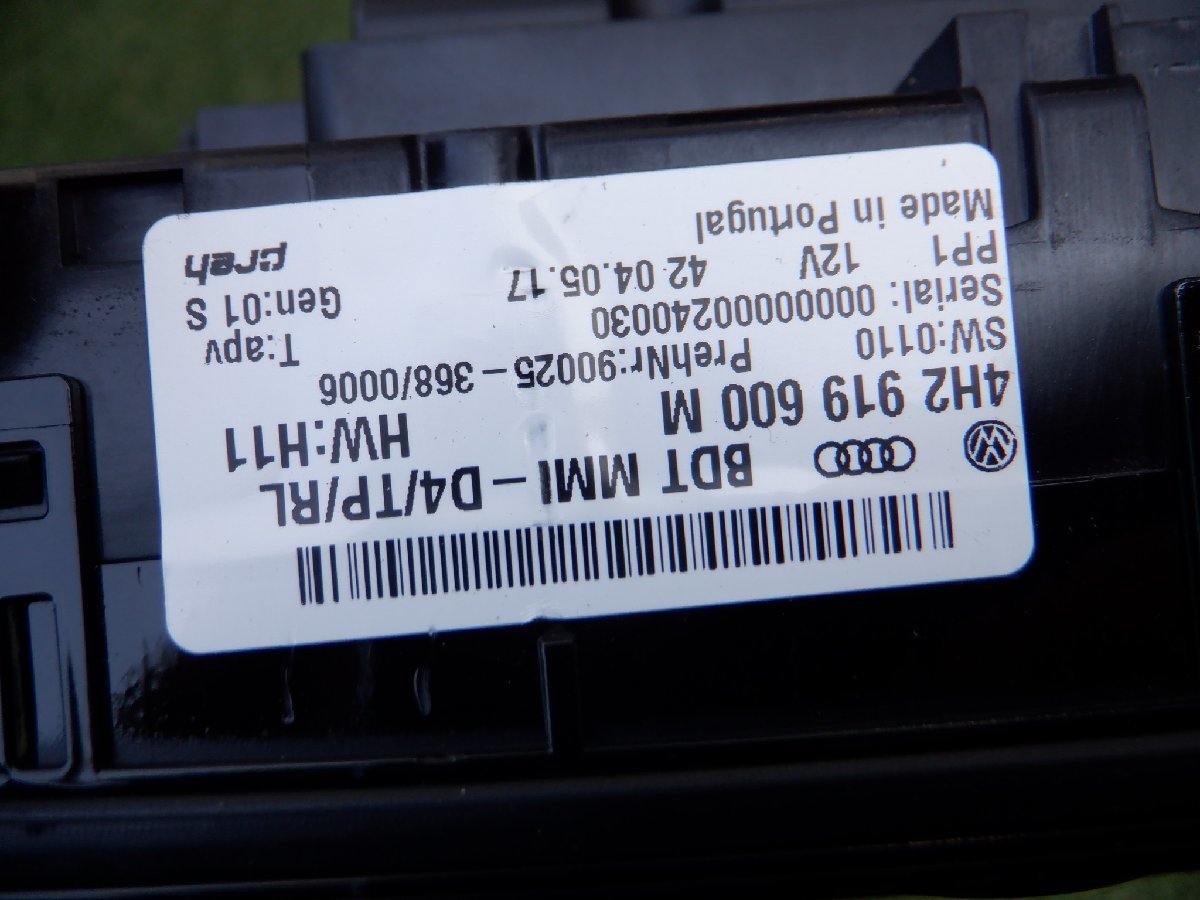 BDT MMI - D4/TP/RL
4H2 919 600 M HW:H11
SW:0110 PrehNr:90025-368/0006
Serial: 000000000240030 T:apv
PP1 12V 42 04.05.17 Gen:01 S
Made in Portugal preh